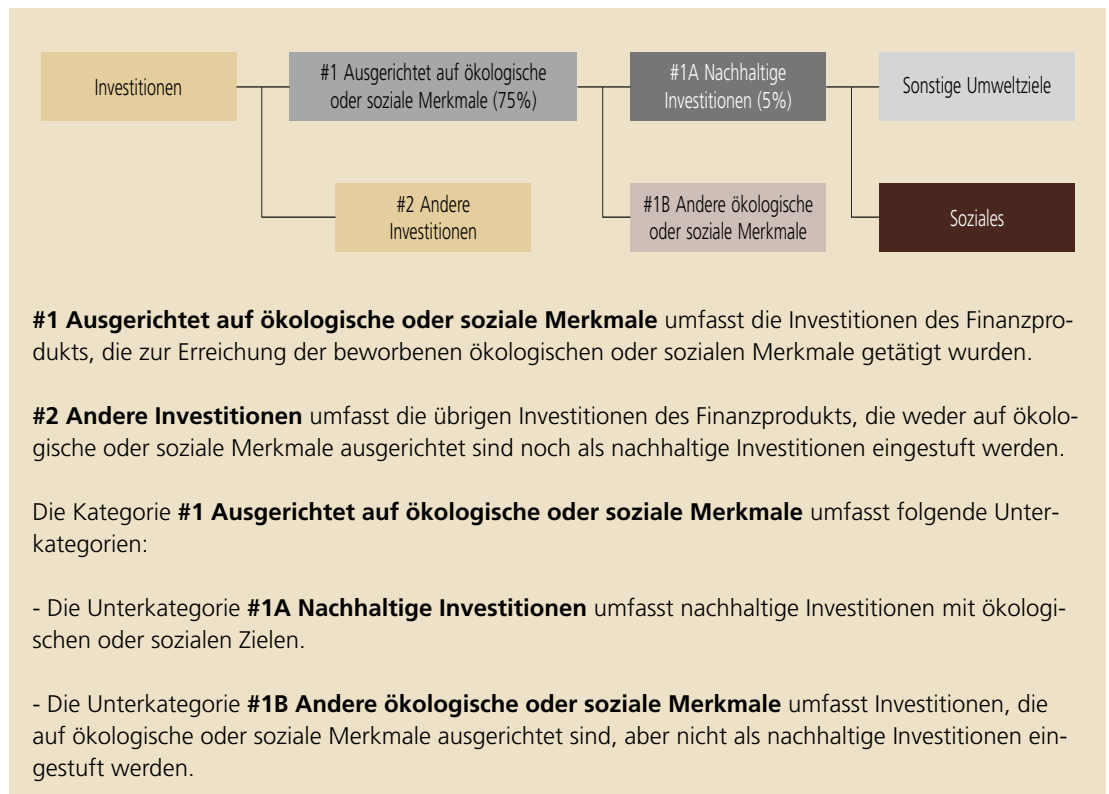 Investitionen
#1 Ausgerichtet auf ökologische
oder soziale Merkmale (75%)
#1A Nachhaltige
Investitionen (5%)
Sonstige Umweltziele
#2 Andere
Investitionen
#1B Andere ökologische
oder soziale Merkmale
Soziales
#1 Ausgerichtet auf ökologische oder soziale Merkmale umfasst die Investitionen des Finanzpro-
dukts, die zur Erreichung der beworbenen ökologischen oder sozialen Merkmale getätigt wurden.
#2 Andere Investitionen umfasst die übrigen Investitionen des Finanzprodukts, die weder auf ökolo-
gische oder soziale Merkmale ausgerichtet sind noch als nachhaltige Investitionen eingestuft werden.
Die Kategorie #1 Ausgerichtet auf ökologische oder soziale Merkmale umfasst folgende Unter-
kategorien:
- Die Unterkategorie #1A Nachhaltige Investitionen umfasst nachhaltige Investitionen mit ökologi-
schen oder sozialen Zielen.
- Die Unterkategorie #1B Andere ökologische oder soziale Merkmale umfasst Investitionen, die
auf ökologische oder soziale Merkmale ausgerichtet sind, aber nicht als nachhaltige Investitionen ein-
gestuft werden.